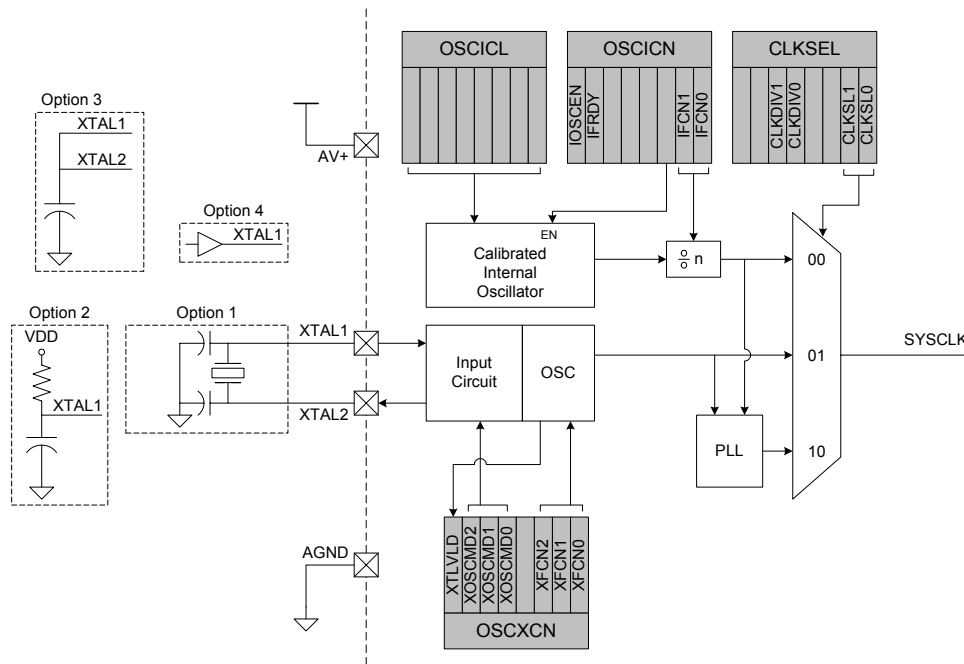 OSCICL
OSCICN
CLKSEL
IOSCEN
IFRDY
IFCN1
IFCN0
CLKDIV1
CLKDIV0
CLKSL1
CLKSL0
Option 3
XTAL1
XTAL2
AV+
Option 4
XTAL1
EN
Calibrated
Internal
Oscillator
n
00
Option 2
VDD
XTAL1
Option 1
XTAL1
XTAL2
Input
Circuit
OSC
01
SYSCLK
PLL
10
AGND
XTLVLD
XOSCMD2
XOSCMD1
XOSCMD0
XFCN2
XFCN1
XFCN0
OSCXCN